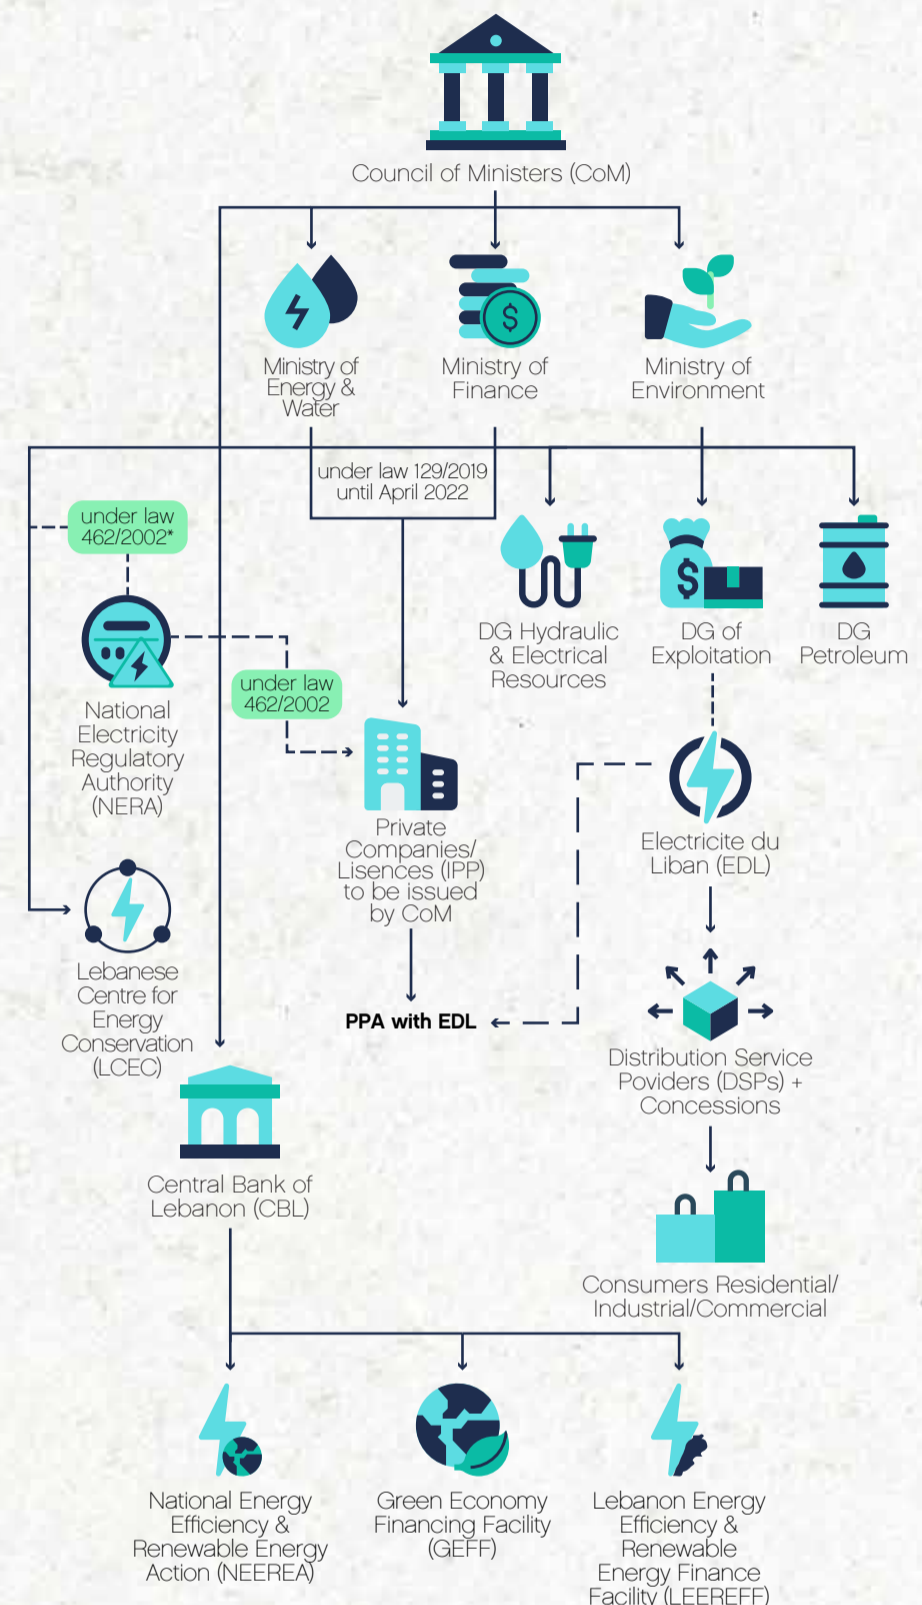 Council of Ministers (CoM)
Ministry of
Energy &
Water
Ministry of
Finance
Ministry of
Environment
under law 129/2019
until April 2022
under law
462/2002*
DG Hydraulic
& Electrical
Resources
DG of
Exploitation
DG
Petroleum
under law
462/2002
National
Electricity
Regulatory
Authority
(NERA)
Private
Companies/
Lisences (IPP)
to be issued
by CoM
Electricite du
Liban (EDL)
Lebanese
Centre for
Energy
Conservation
(LCEC)
PPA with EDL
Distribution Service
Poviders (DSPs) +
Concessions
Central Bank of
Lebanon (CBL)
Consumers Residential/
Industrial/Commercial
National Energy
Efficiency &
Renewable Energy
Action (NEEREA)
Green Economy
Financing Facility
(GEFF)
Lebanon Energy
Efficiency &
Renewable
Energy Finance
Facility (LEEREFF)